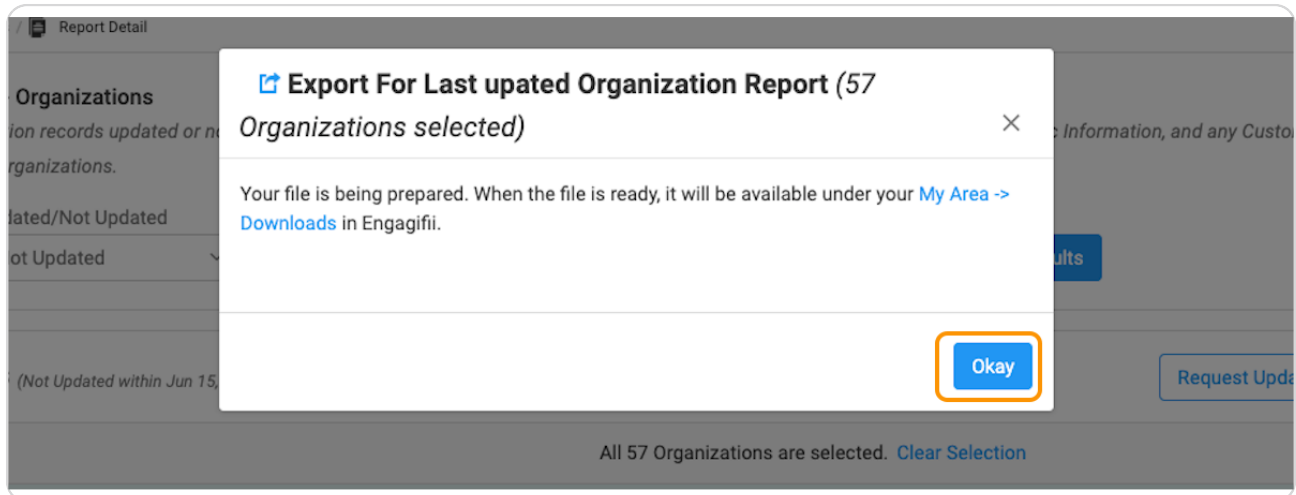 / Report Detail
Export For Last upated Organization Report (57
Organizations selected)
Organizations
ion records updated or no
Information, and any Custo
rganizations.
Your file is being prepared. When the file is ready, it will be available under your My Area ->
Downloads in Engagifii.
dated/Not Updated
ot Updated
ults
Okay
(Not Updated within Jun 15,
Request Upda
All 57 Organizations are selected. Clear Selection